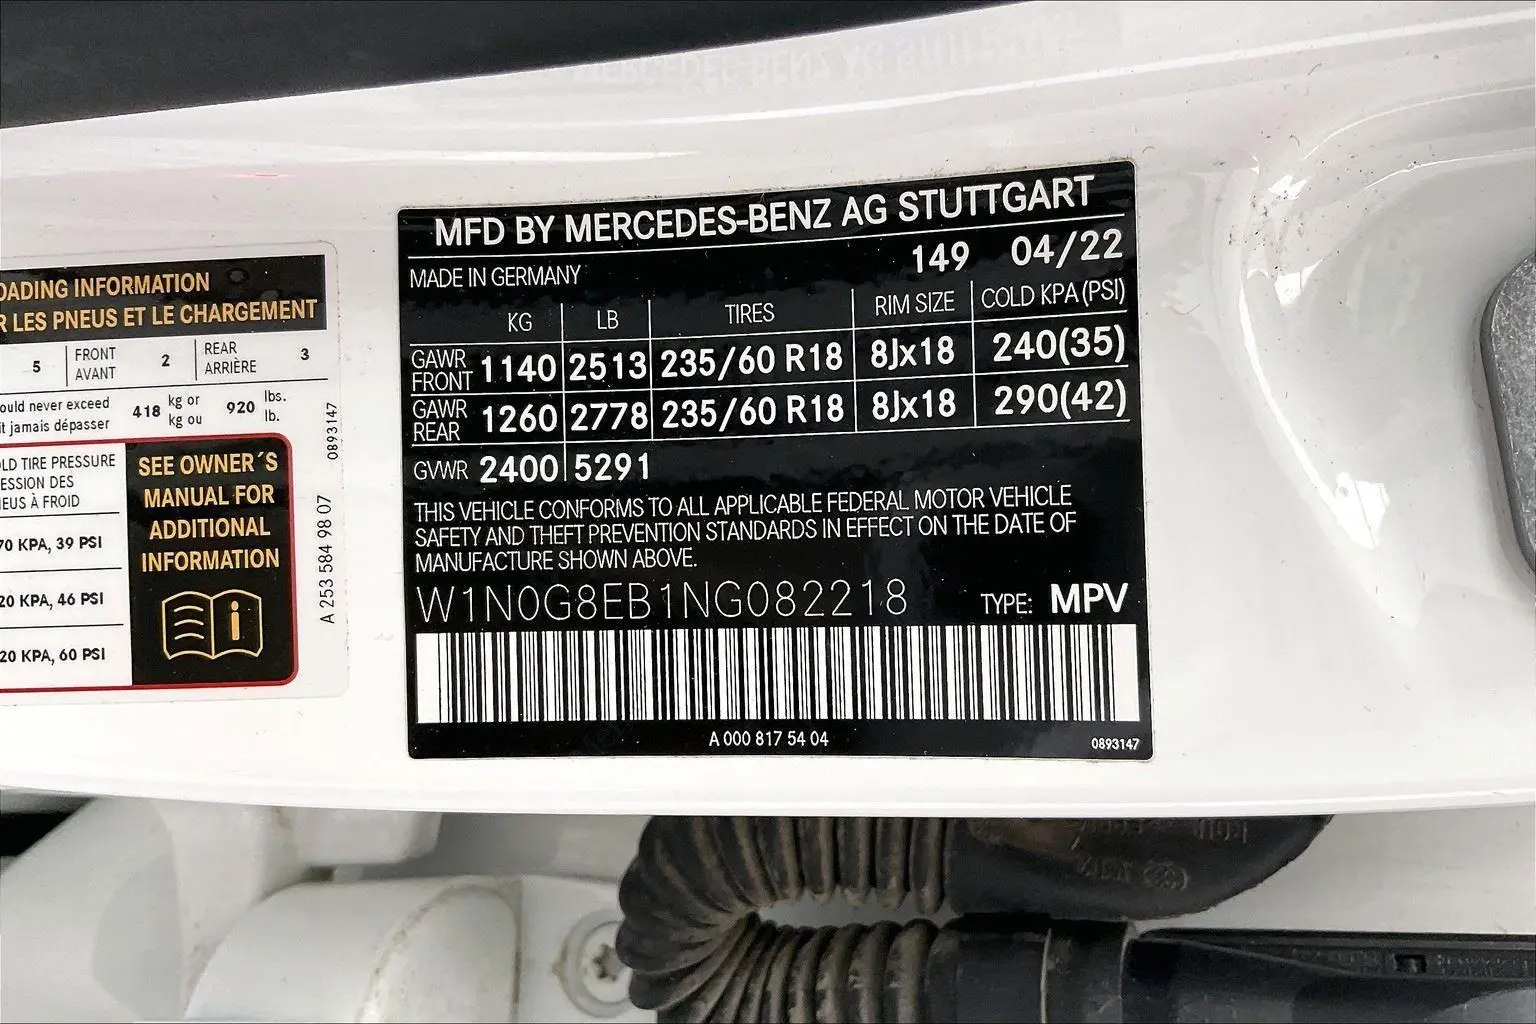 MFD BY MERCEDES-BENZ AG STUTTGART
MADE IN GERMANY 149 04/22
KG LB TIRES RIM SIZE COLD KPA (PSI)
GAWR FRONT 1140 2513 235/60 R18 8Jx18 240(35)
GAWR REAR 1260 2778 235/60 R18 8Jx18 290(42)
GVWR 2400 5291
THIS VEHICLE CONFORMS TO ALL APPLICABLE FEDERAL MOTOR VEHICLE
SAFETY AND THEFT PREVENTION STANDARDS IN EFFECT ON THE DATE OF
MANUFACTURE SHOWN ABOVE.
W1N0G8EB1NG082218 TYPE: MPV
A 000 817 54 04 0893147
OADING INFORMATION
R LES PNEUS ET LE CHARGEMENT
5 FRONT AVANT 2 REAR ARRIÈRE 3
ould never exceed 418 kg or 920 lbs.
it jamais dépasser kg ou lb.
LD TIRE PRESSURE
ESSION DES
EUS À FROID
70 KPA, 39 PSI
20 KPA, 46 PSI
20 KPA, 60 PSI
SEE OWNER´S
MANUAL FOR
ADDITIONAL
INFORMATION
A 253 584 98 07 0893147